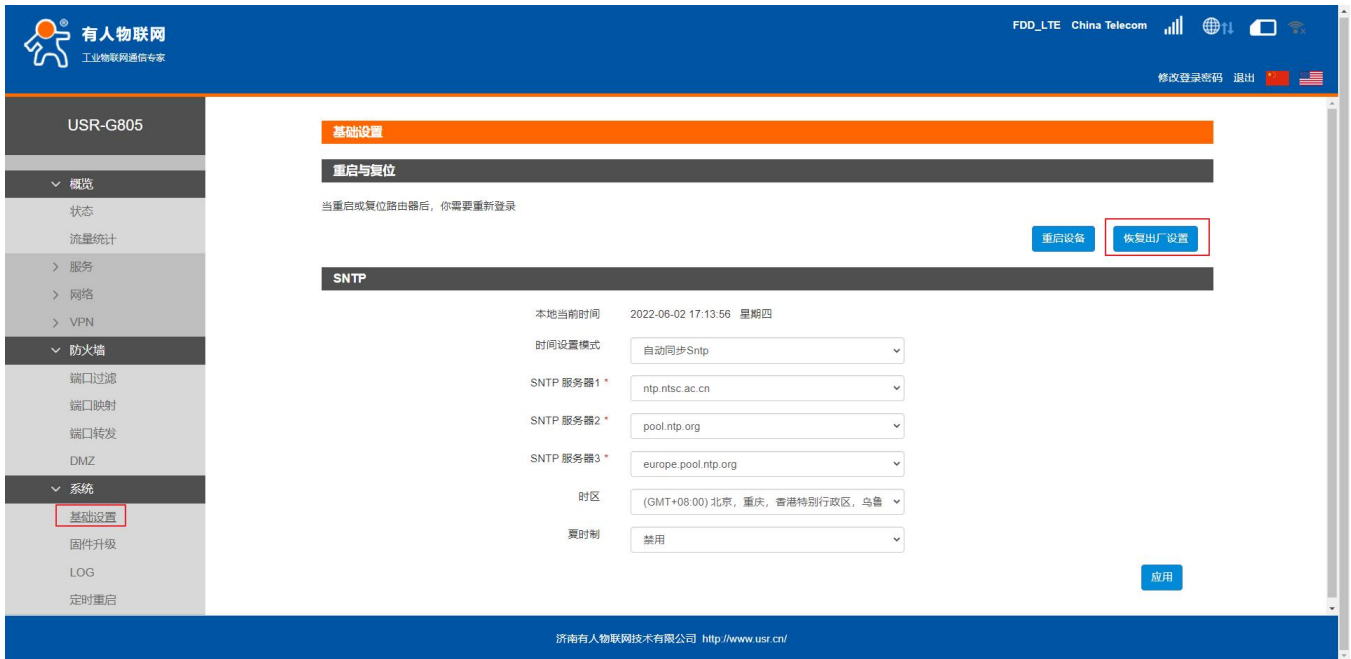 有人物联网
工业物联网通信专家
FDD_LTE China Telecom
修改登录密码 退出
USR-G805
概览
状态
流量统计
服务
网络
VPN
防火墙
端口过滤
端口映射
端口转发
DMZ
系统
基础设置
固件升级
LOG
定时重启
基础设置
重启与复位
当重启或复位路由器后，你需要重新登录
重启设备 恢复出厂设置
SNTP
本地当前时间 2022-06-02 17:13:56 星期四
时间设置模式 自动同步Sntp
SNTP 服务器1 * ntp.ntsc.ac.cn
SNTP 服务器2 * pool.ntp.org
SNTP 服务器3 * europe.pool.ntp.org
时区 (GMT+08:00) 北京，重庆，香港特别行政区，乌鲁
夏时制 禁用
应用
济南有人物联网技术有限公司 http://www.usr.cn/